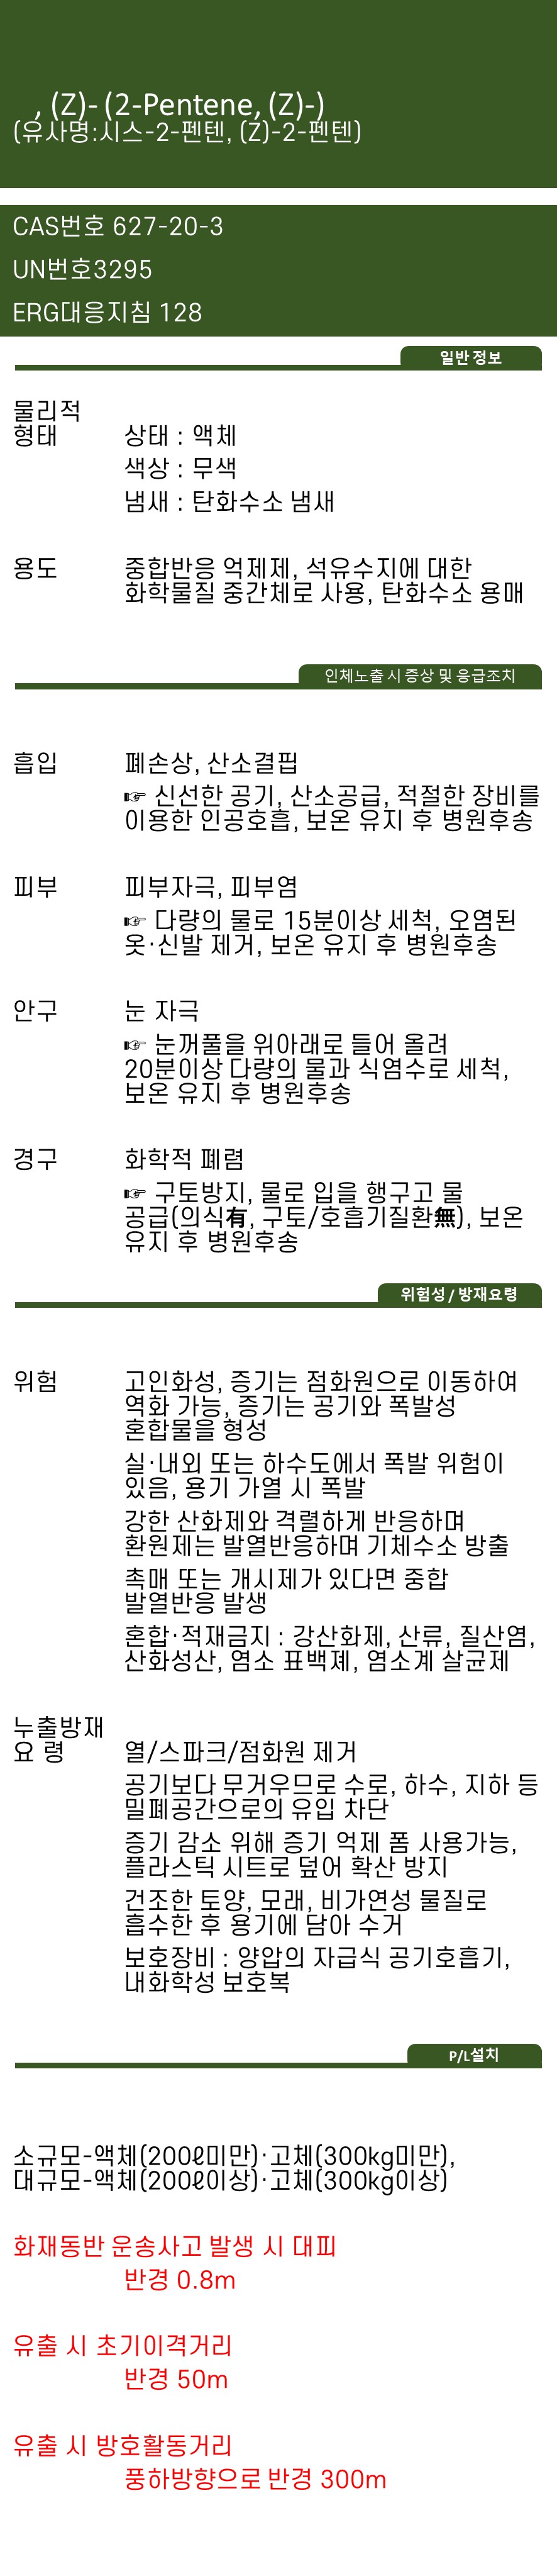 , (Z)- (2-Pentene, (Z)-)
(유사명:시스-2-펜텐, (Z)-2-펜텐)
CAS번호 627-20-3
UN번호3295
ERG대응지침 128
일반 정보
물리적
형태 상태 : 액체
색상 : 무색
냄새 : 탄화수소 냄새
용도 중합반응 억제제, 석유수지에 대한
화학물질 중간체로 사용, 탄화수소 용매
인체노출 시 증상 및 응급조치
흡입 폐손상, 산소결핍
☞ 신선한 공기, 산소공급, 적절한 장비를
이용한 인공호흡, 보온 유지 후 병원후송
피부 피부자극, 피부염
☞ 다량의 물로 15분이상 세척, 오염된
옷·신발 제거, 보온 유지 후 병원후송
안구 눈 자극
☞ 눈꺼풀을 위아래로 들어 올려
20분이상 다량의 물과 식염수로 세척,
보온 유지 후 병원후송
경구 화학적 폐렴
☞ 구토방지, 물로 입을 행구고 물
공급(의식有, 구토/호흡기질환無), 보온
유지 후 병원후송
위험성 / 방재요령
위험 고인화성, 증기는 점화원으로 이동하여
역화 가능, 증기는 공기와 폭발성
혼합물을 형성
실·내외 또는 하수도에서 폭발 위험이
있음, 용기 가열 시 폭발
강한 산화제와 격렬하게 반응하며
환원제는 발열반응하며 기체수소 방출
촉매 또는 개시제가 있다면 중합
발열반응 발생
혼합·적재금지 : 강산화제, 산류, 질산염,
산화성산, 염소 표백제, 염소계 살균제
누출방재
요 령 열/스파크/점화원 제거
공기보다 무거우므로 수로, 하수, 지하 등
밀폐공간으로의 유입 차단
증기 감소 위해 증기 억제 폼 사용가능,
플라스틱 시트로 덮어 확산 방지
건조한 토양, 모래, 비가연성 물질로
흡수한 후 용기에 담아 수거
보호장비 : 양압의 자급식 공기호흡기,
내화학성 보호복
P/L설치
소규모-액체(200ℓ미만)·고체(300kg미만),
대규모-액체(200ℓ이상)·고체(300kg이상)
화재동반 운송사고 발생 시 대피
반경 0.8m
유출 시 초기이격거리
반경 50m
유출 시 방호활동거리
풍하방향으로 반경 300m